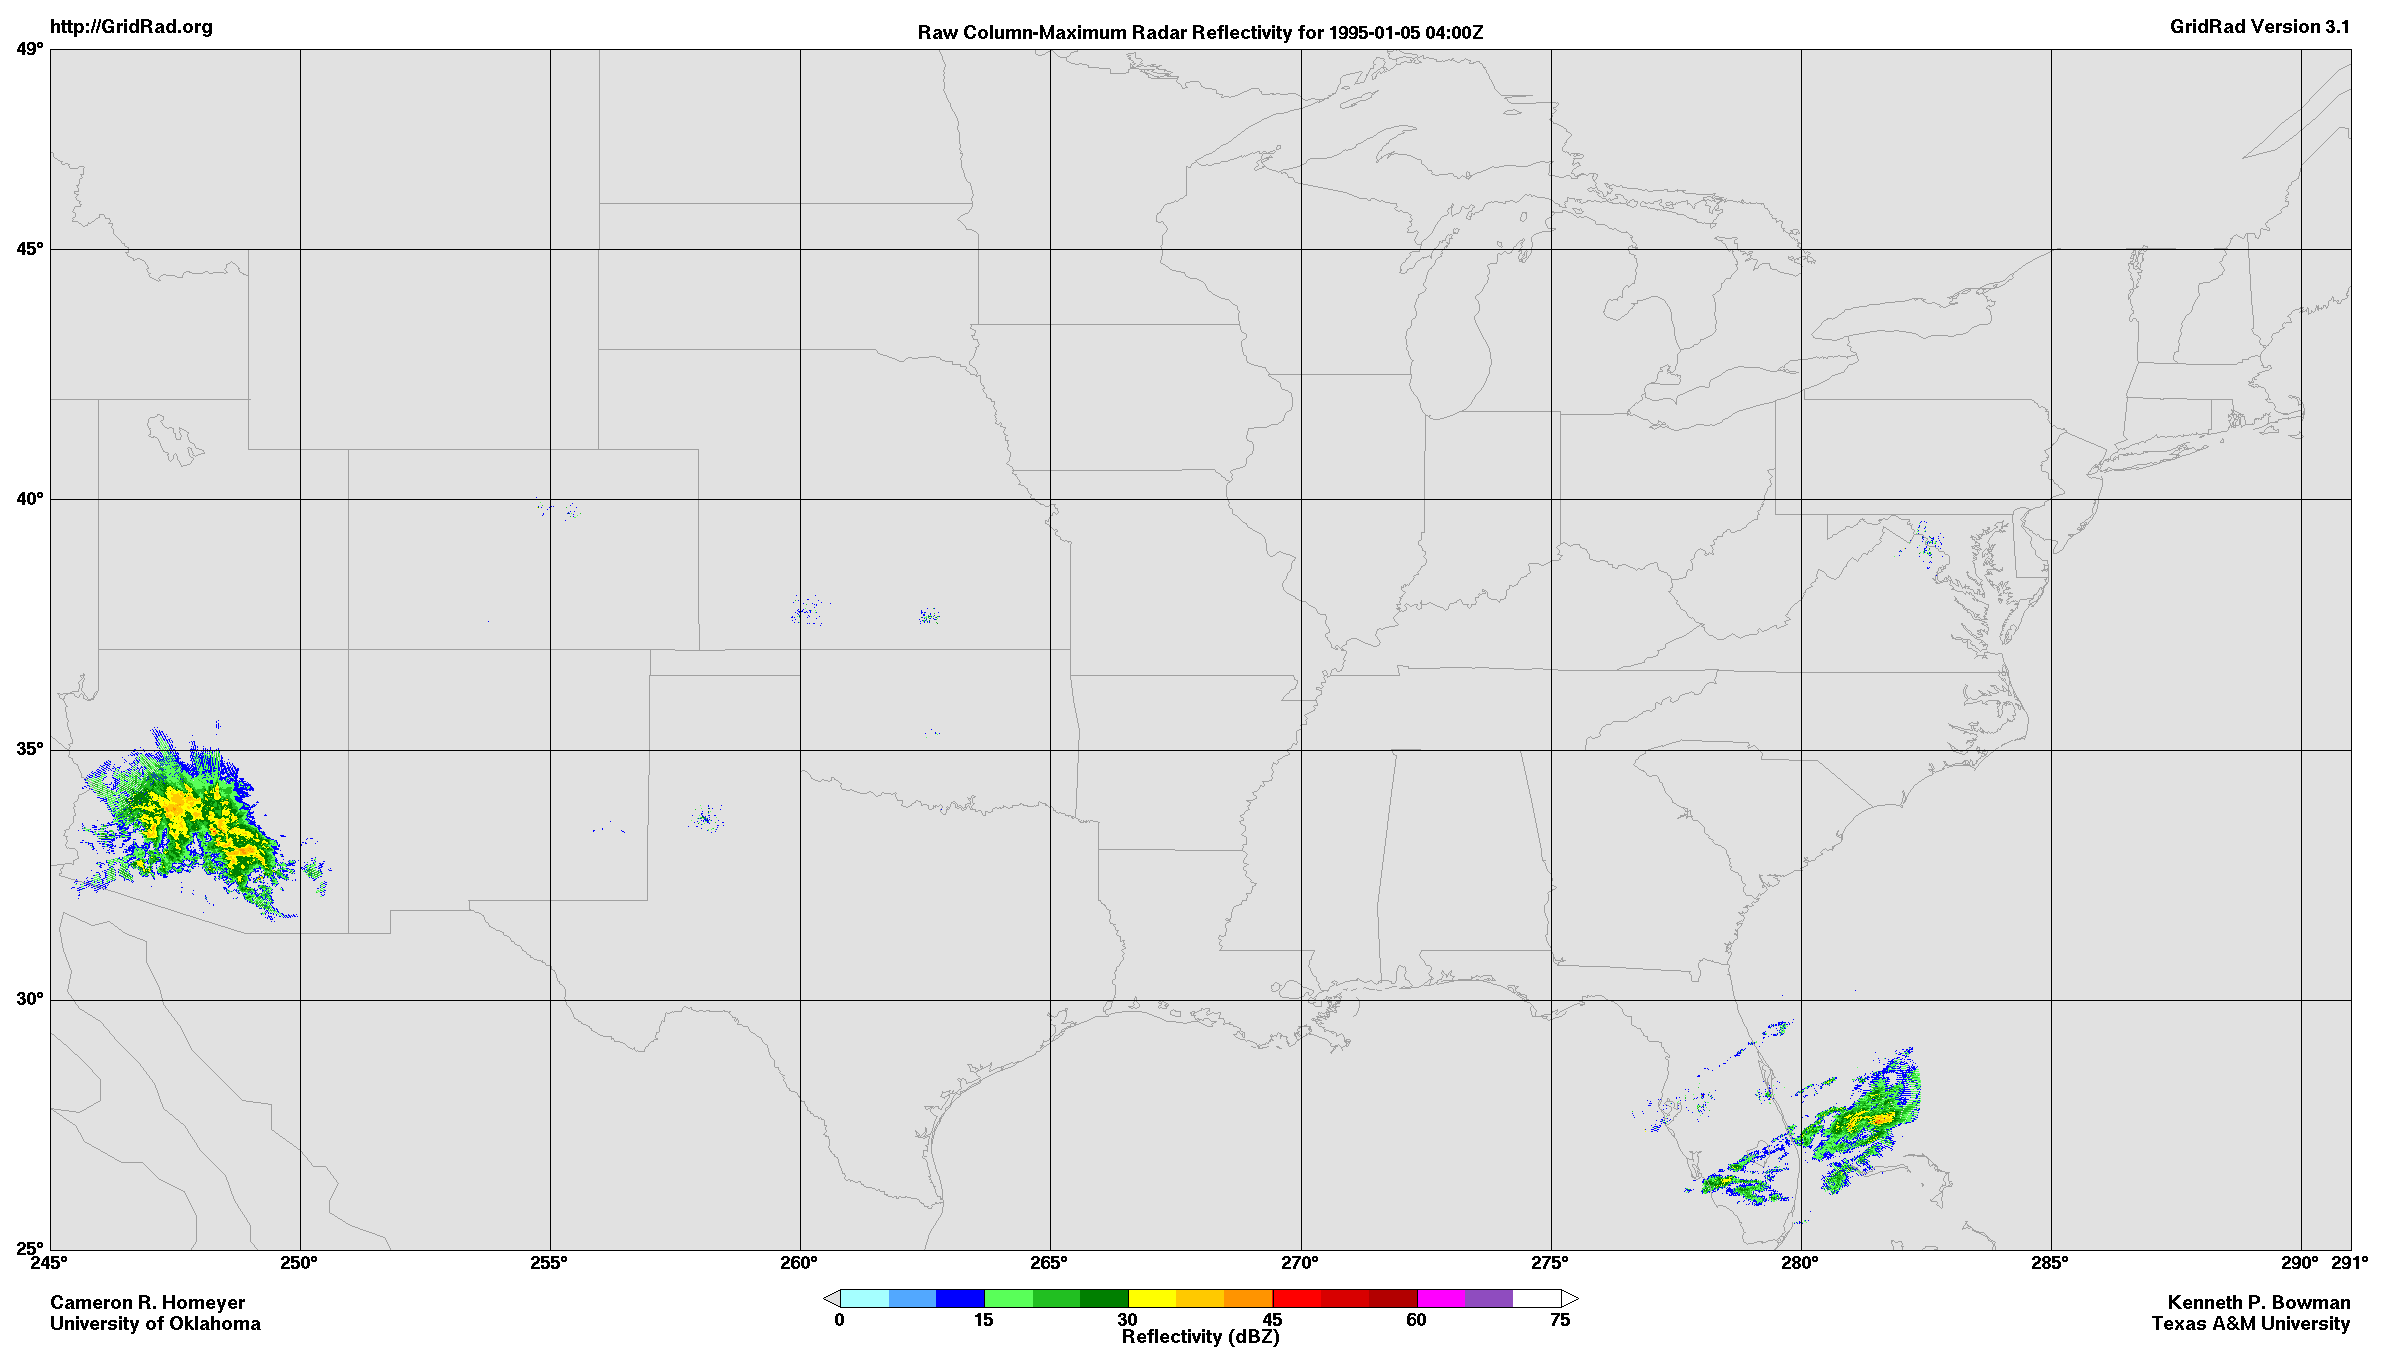 http://GridRad.org
Raw Column-Maximum Radar Reflectivity for 1995-01-05 04:00Z
GridRad Version 3.1
49°
45°
40°
35°
30°
25°
245° 250° 255° 260° 265° 270° 275° 280° 285° 290° 291°
0 15 30 45 60 75
Reflectivity (dBZ)
Cameron R. Homeyer
University of Oklahoma
Kenneth P. Bowman
Texas A&M University